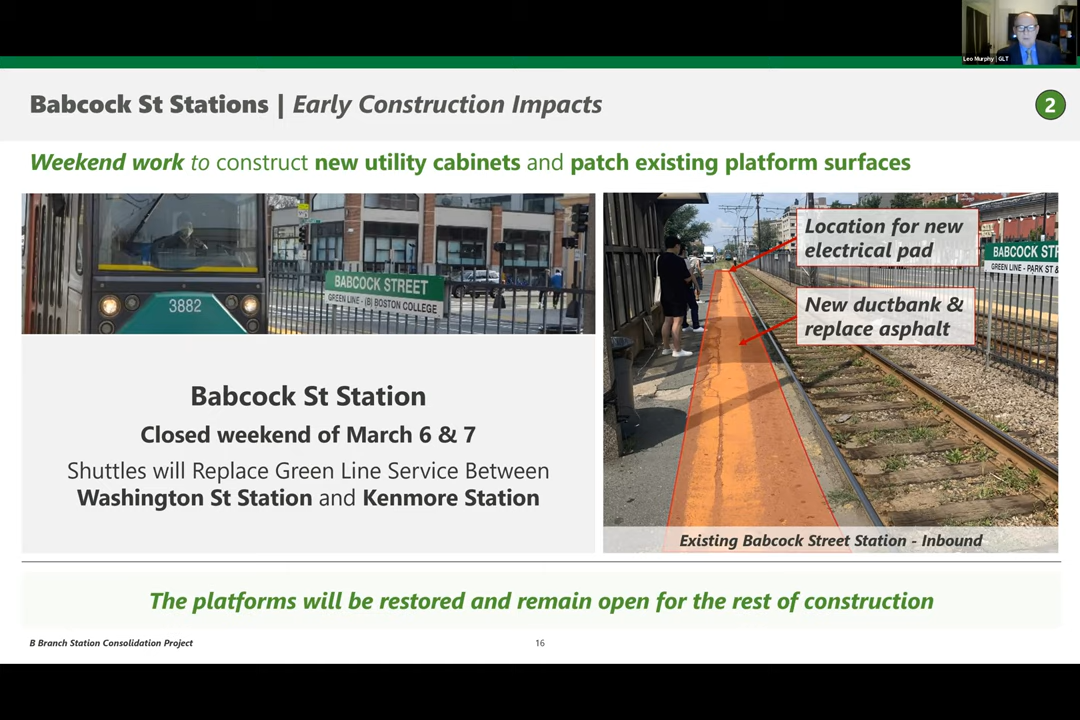 Leo Murphy | GLT
Babcock St Stations | Early Construction Impacts
2
Weekend work to construct new utility cabinets and patch existing platform surfaces
3882
BABCOCK STREET
GREEN LINE - (B) BOSTON COLLEGE
Location for new
electrical pad
New ductbank &
replace asphalt
BABCOCK STR
GREEN LINE - PARK ST &
Existing Babcock Street Station - Inbound
Babcock St Station
Closed weekend of March 6 & 7
Shuttles will Replace Green Line Service Between
Washington St Station and Kenmore Station
The platforms will be restored and remain open for the rest of construction
B Branch Station Consolidation Project
16